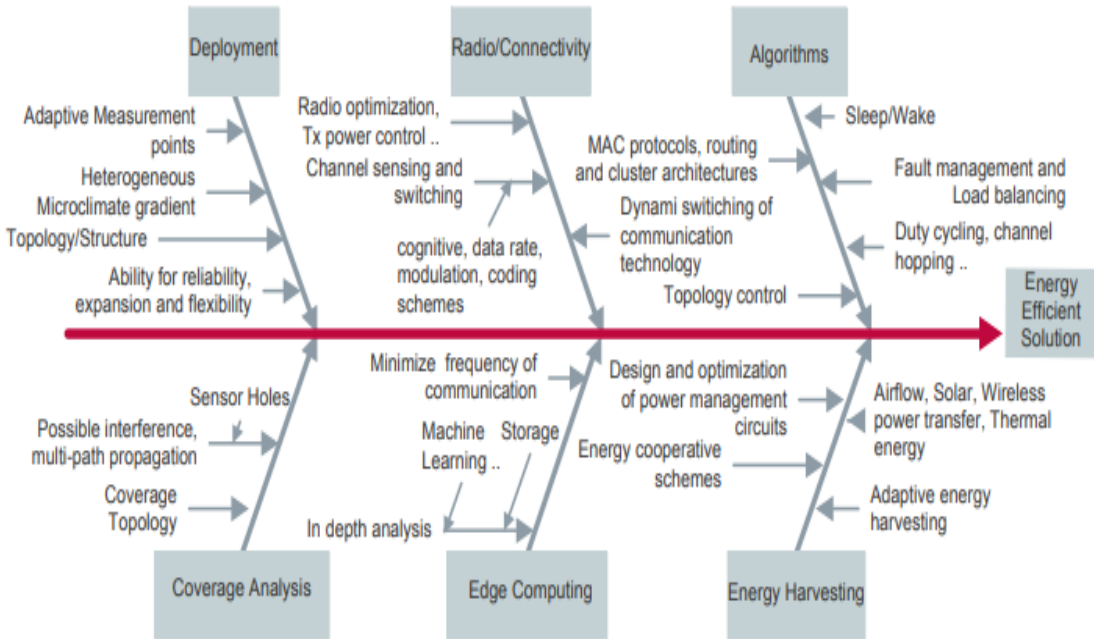 Deployment
Radio/Connectivity
Algorithms
Adaptive Measurement
points
Heterogeneous
Microclimate gradient
Topology/Structure
Ability for reliability,
expansion and flexibility
Radio optimization,
Tx power control ..
Channel sensing and
switching
cognitive, data rate,
modulation, coding
schemes
Dynami switiching of
communication
technology
Sleep/Wake
MAC protocols, routing
and cluster architectures
Fault management and
Load balancing
Duty cycling, channel
hopping ..
Topology control
Energy
Efficient
Solution
Sensor Holes
Possible interference,
multi-path propagation
Coverage
Topology
Minimize frequency of
communication
Machine
Learning ..
Storage
In depth analysis
Design and optimization
of power management
circuits
Energy cooperative
schemes
Airflow, Solar, Wireless
power transfer, Thermal
energy
Adaptive energy
harvesting
Coverage Analysis
Edge Computing
Energy Harvesting